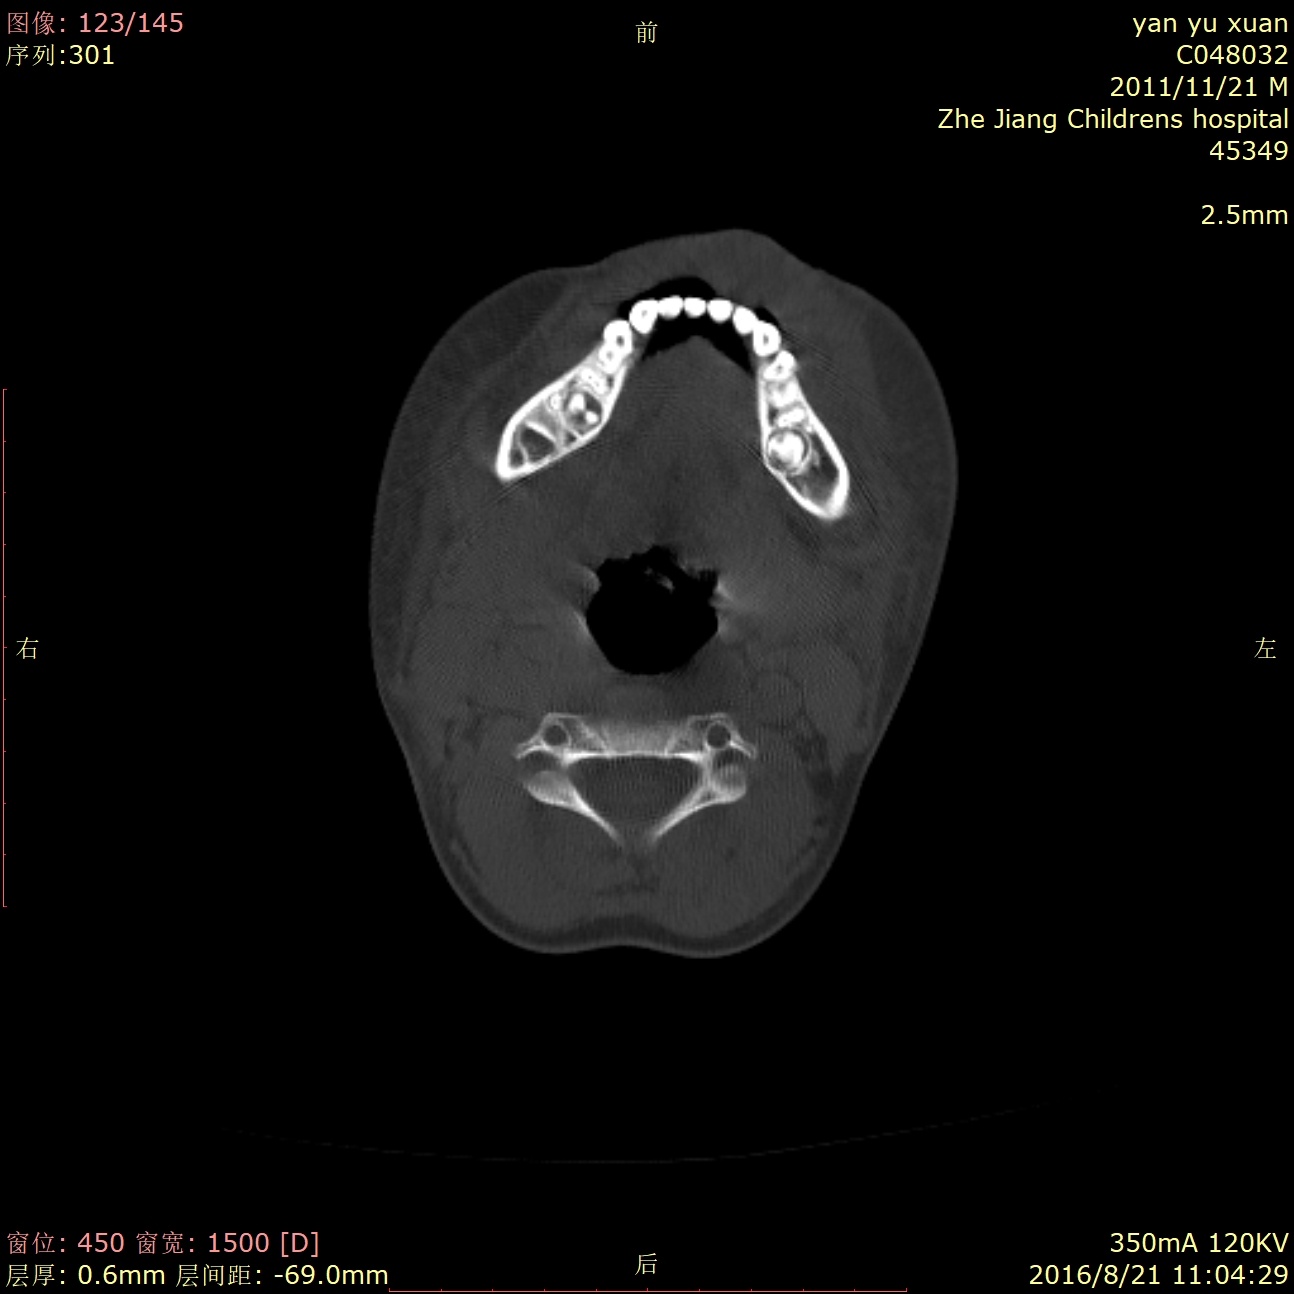 图像: 123/145
序列:301
前
yan yu xuan
C048032
2011/11/21 M
Zhe Jiang Childrens hospital
45349
2.5mm
右
左
窗位: 450 窗宽: 1500 [D]
层厚: 0.6mm 层间距: -69.0mm
后
350mA 120KV
2016/8/21 11:04:29